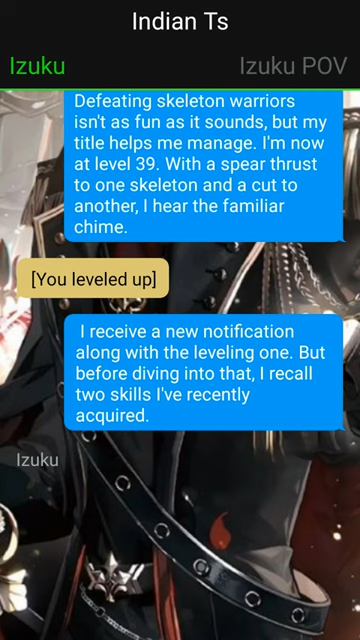 Indian Ts
Izuku Izuku POV
Defeating skeleton warriors
isn't as fun as it sounds, but my
title helps me manage. I'm now
at level 39. With a spear thrust
to one skeleton and a cut to
another, I hear the familiar
chime.
[You leveled up]
I receive a new notification
along with the leveling one. But
before diving into that, I recall
two skills I've recently
acquired.
Izuku